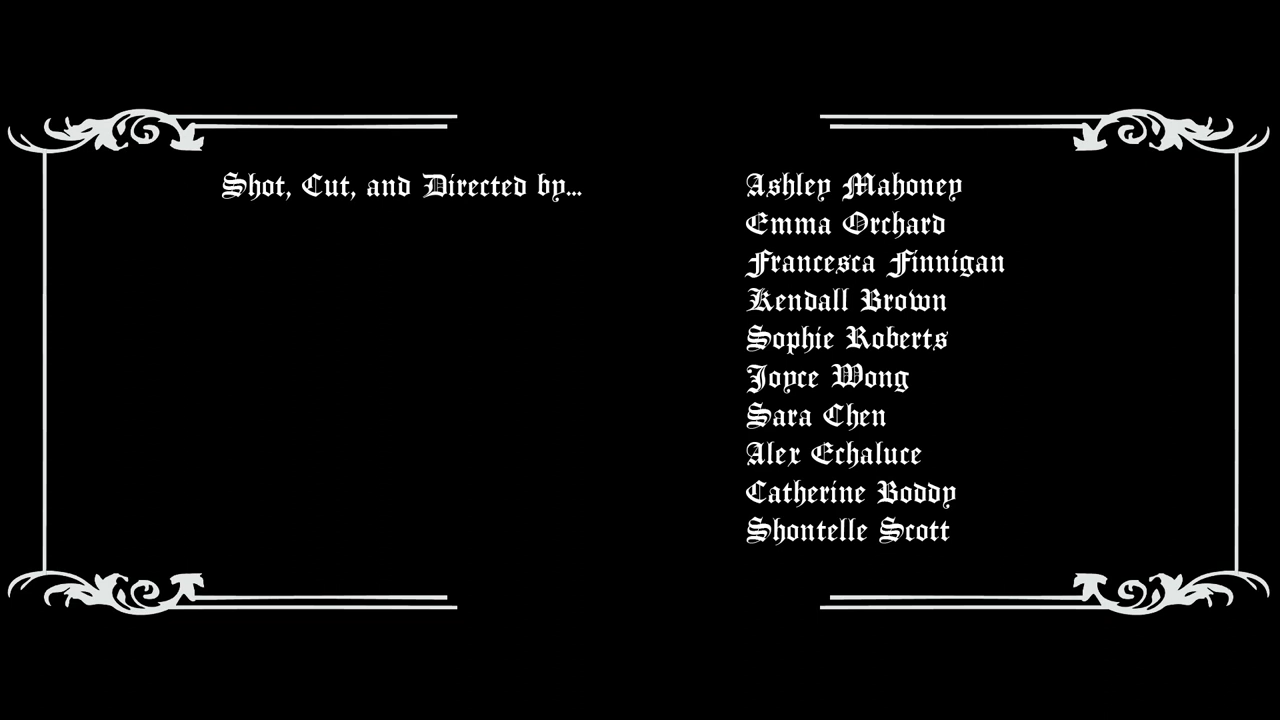 Shot, Cut, and Directed by...
Ashley Mahoney
Emma Orchard
Francesca Finnigan
Kendall Brown
Sophie Roberts
Joyce Wong
Sara Chen
Alex Echaluce
Catherine Boddy
Shontelle Scott